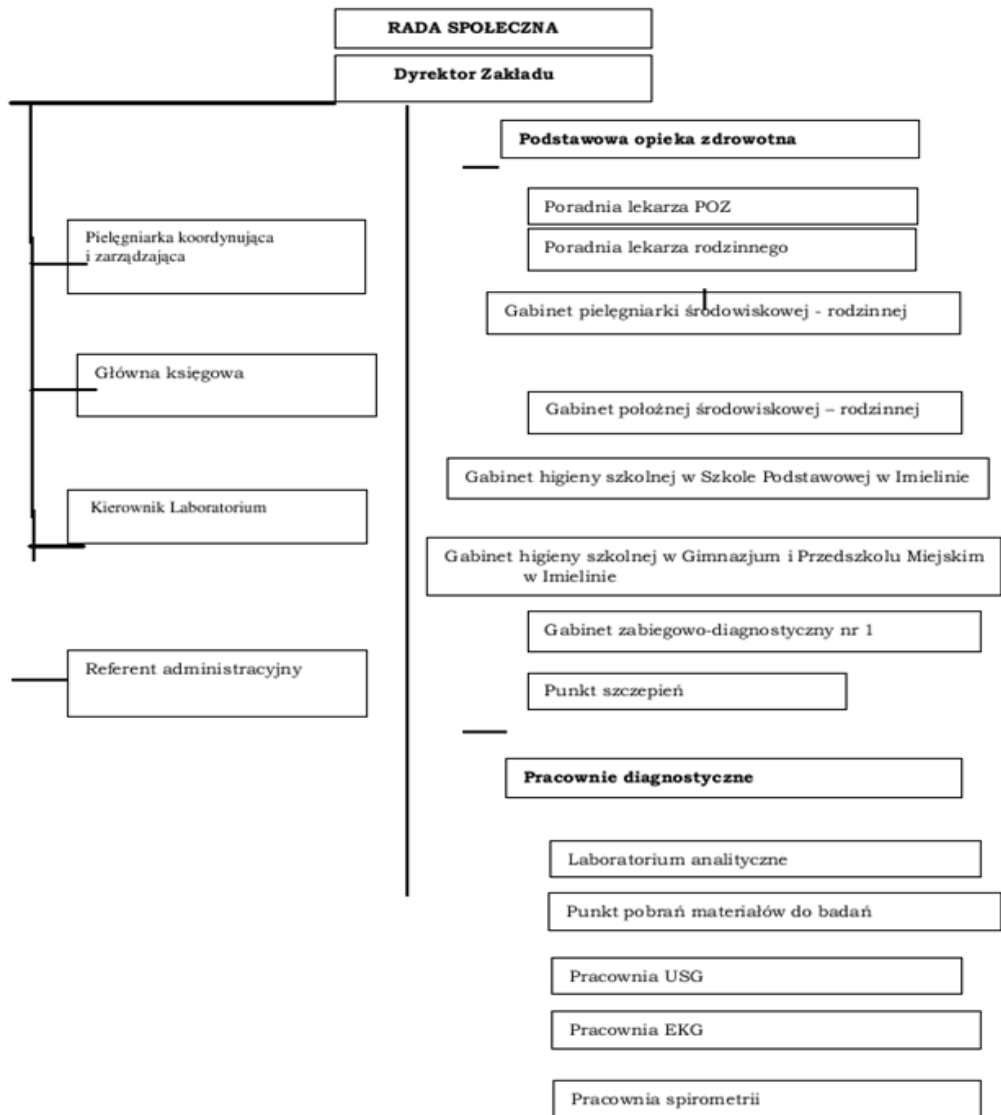 RADA SPOŁECZNA
Dyrektor Zakładu
Pielęgniarka koordynująca
i zarządzająca
Główna księgowa
Kierownik Laboratorium
Referent administracyjny
Podstawowa opieka zdrowotna
Poradnia lekarza POZ
Poradnia lekarza rodzinnego
Gabinet pielęgniarki środowiskowej - rodzinnej
Gabinet położnej środowiskowej – rodzinnej
Gabinet higieny szkolnej w Szkole Podstawowej w Imielinie
Gabinet higieny szkolnej w Gimnazjum i Przedszkolu Miejskim
w Imielinie
Gabinet zabiegowo-diagnostyczny nr 1
Punkt szczepień
Pracownie diagnostyczne
Laboratorium analityczne
Punkt pobrań materiałów do badań
Pracownia USG
Pracownia EKG
Pracownia spirometrii